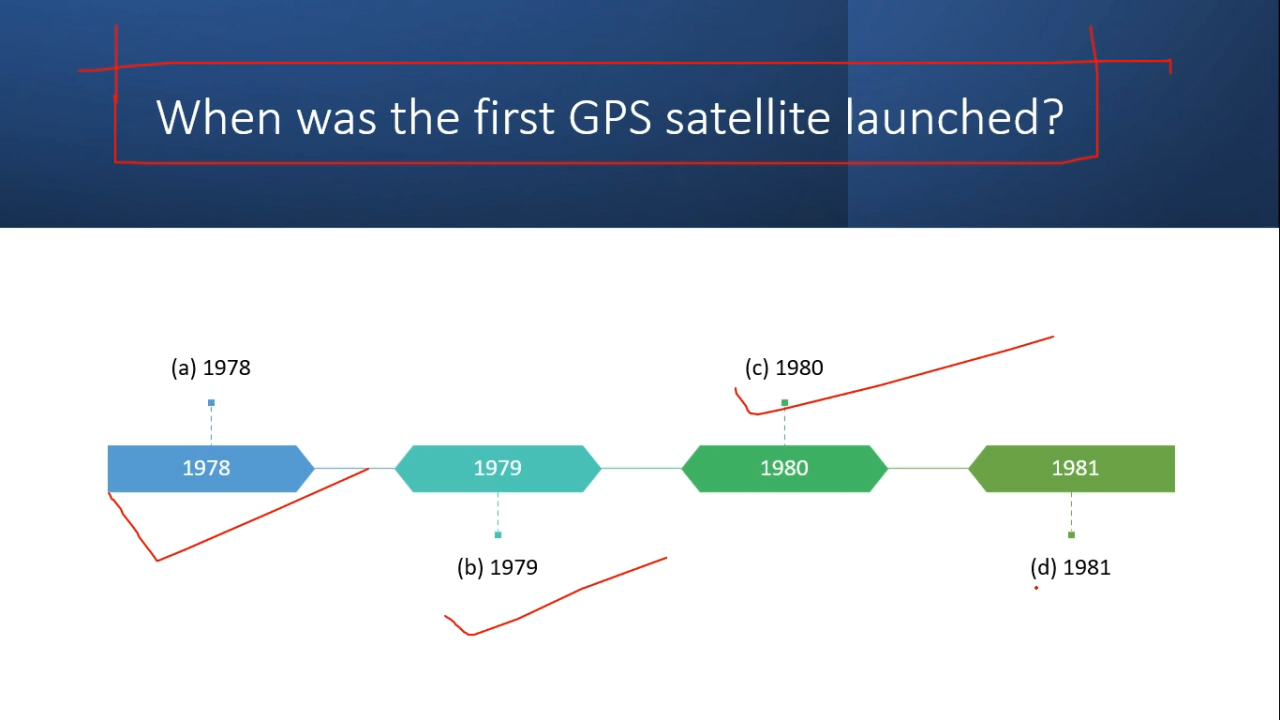 When was the first GPS satellite launched?
(a) 1978
(c) 1980
1978
1979
1980
1981
(b) 1979
(d) 1981